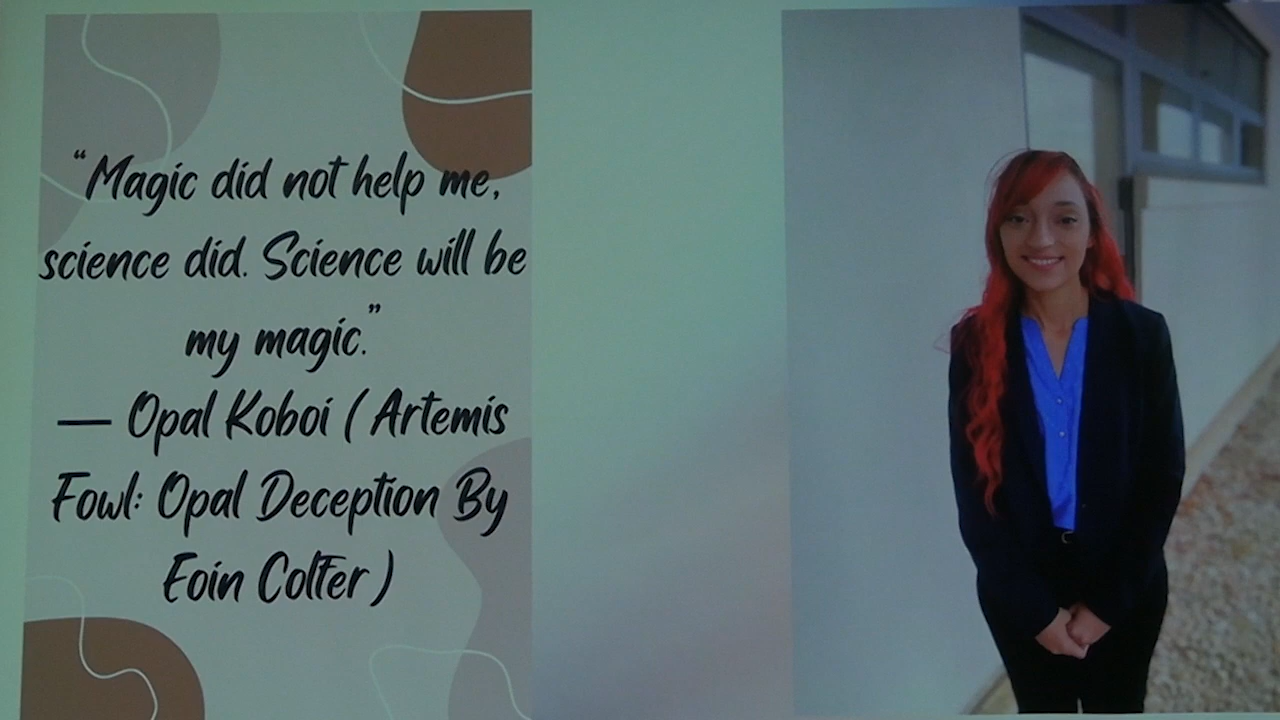 “Magic did not help me,
science did. Science will be
my magic.”
— Opal Koboi ( Artemis
Fowl: Opal Deception By
Eoin Colfer )